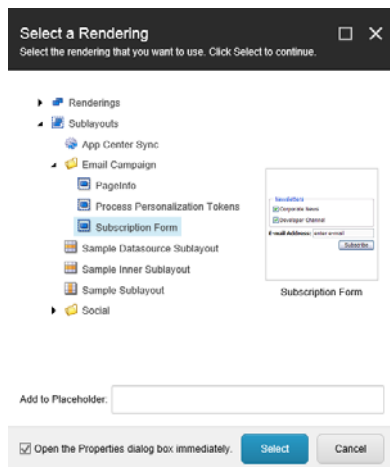 Select a Rendering
Select the rendering that you want to use. Click Select to continue.
Renderings
Sublayouts
App Center Sync
Email Campaign
PageInfo
Process Personalization Tokens
Subscription Form
Sample Datasource Sublayout
Sample Inner Sublayout
Sample Sublayout
Social
Newsletters
Corporate News
Developer Channel
E-mail Address: enter e-mail
Subscribe
Subscription Form
Add to Placeholder:
Open the Properties dialog box immediately.
Select
Cancel